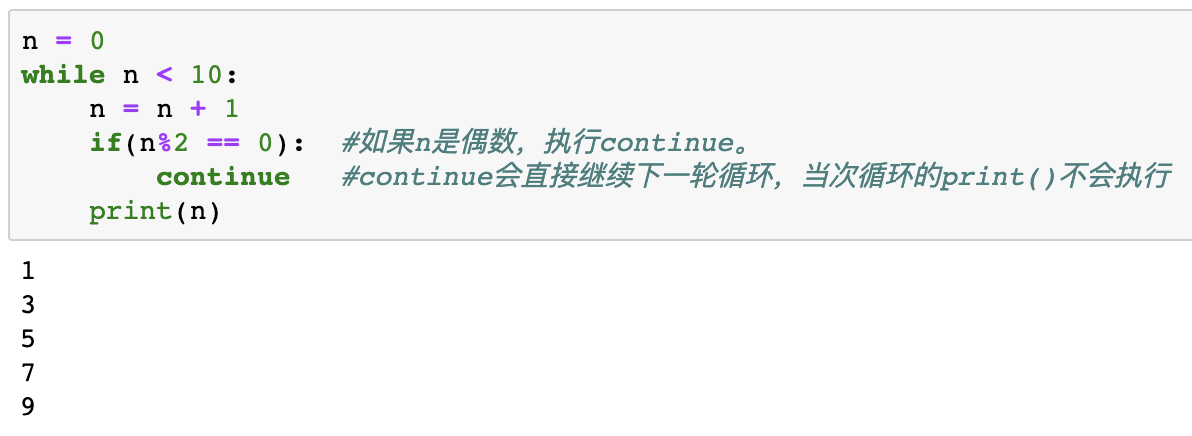 n = 0
while n < 10:
    n = n + 1
    if(n%2 == 0):  #如果n是偶数，执行continue。
        continue   #continue会直接继续下一轮循环，当次循环的print()不会执行
    print(n)
1
3
5
7
9